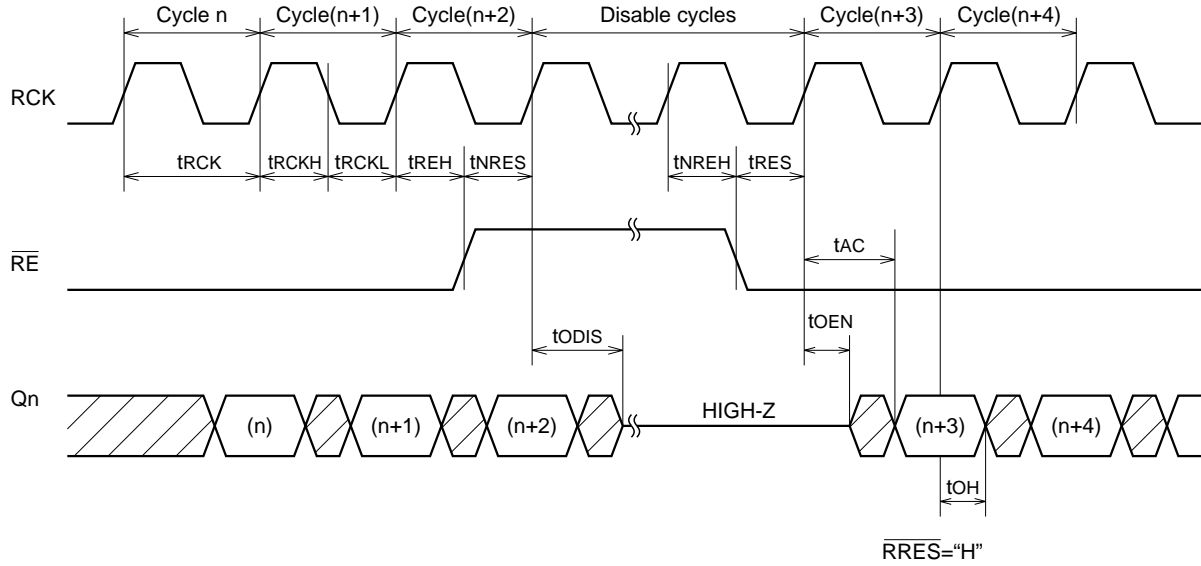 Cycle n Cycle(n+1) Cycle(n+2) Disable cycles Cycle(n+3) Cycle(n+4)
RCK
tRCK tRCKH tRCKL tREH tNRES tNREH tRES
RE
tAC
tODIS tOEN
Qn
(n) (n+1) (n+2) HIGH-Z (n+3) (n+4)
tOH
RRES=“H”